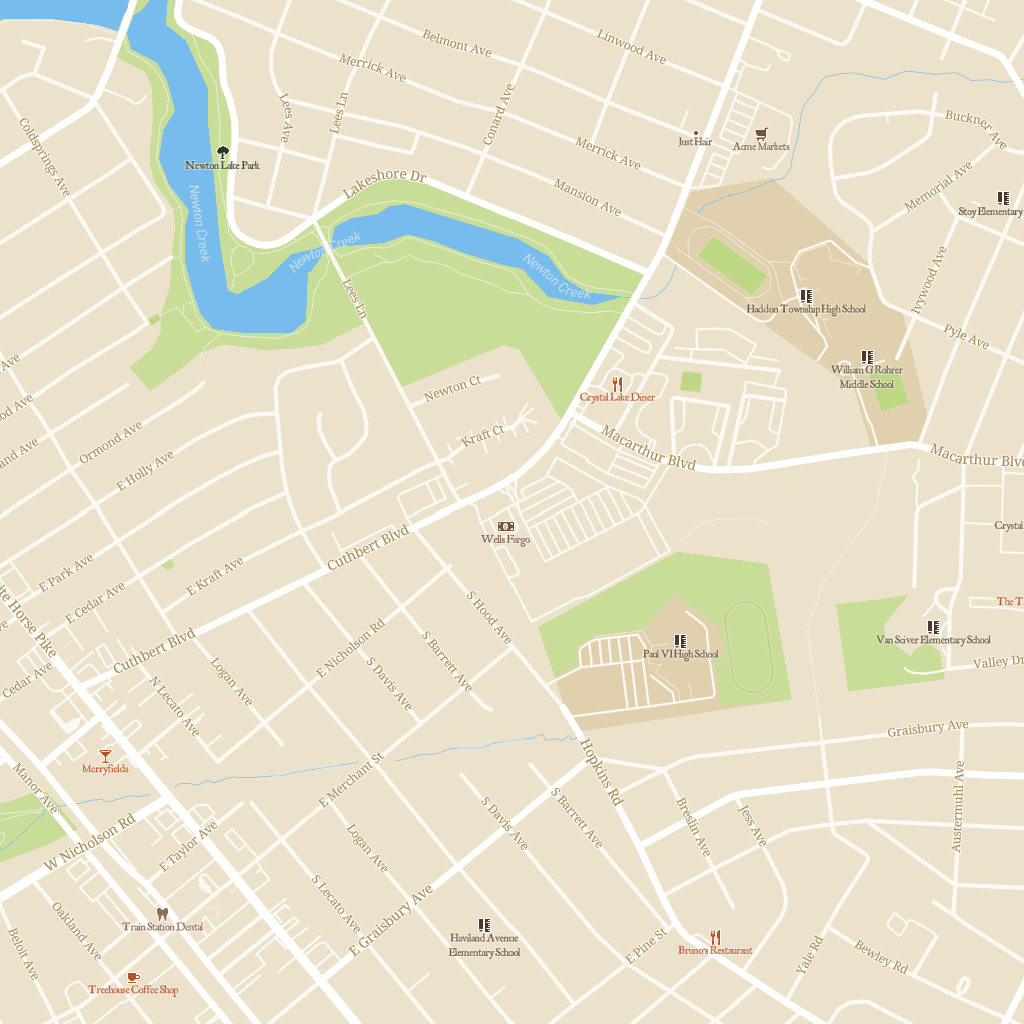 Belmont Ave
Linwood Ave
Merrick Ave
Lees Ave
Lees Ln
Conard Ave
Coldsprings Ave
Just Hair
Acme Markets
Buckner Ave
Merrick Ave
Newton Lake Park
Lakeshore Dr
Mansion Ave
Memorial Ave
Stoy Elementary
Newton Creek
Newton Creek
Newton Creek
Lees Ln
Ivywood Ave
Haddon Township High School
Pyle Ave
William G Rohrer
Middle School
Ave
Newton Ct
Crystal Lake Diner
Ormond Ave
Kraft Ct
Macarthur Blvd
Macarthur Blvd
E Holly Ave
Cuthbert Blvd
Wells Fargo
Crystal
E Park Ave
E Kraft Ave
E Cedar Ave
Horse Pike
S Hood Ave
The T
Cuthbert Blvd
E Nicholson Rd
S Barrett Ave
Paul VI High School
Van Sciver Elementary School
Valley Dr
Cedar Ave
Logan Ave
S Davis Ave
N Lecato Ave
Graisbury Ave
Merryfields
Manor Ave
E Merchant St
Hopkins Rd
S Davis Ave
S Barrett Ave
Breslin Ave
Jess Ave
Austermuhl Ave
W Nicholson Rd
E Taylor Ave
Logan Ave
S Lecato Ave
E Graisbury Ave
Oakland Ave
Beloit Ave
Train Station Dental
Haviland Avenue
Elementary School
E Pine St
Bruno's Restaurant
Yale Rd
Bewley Rd
Treehouse Coffee Shop